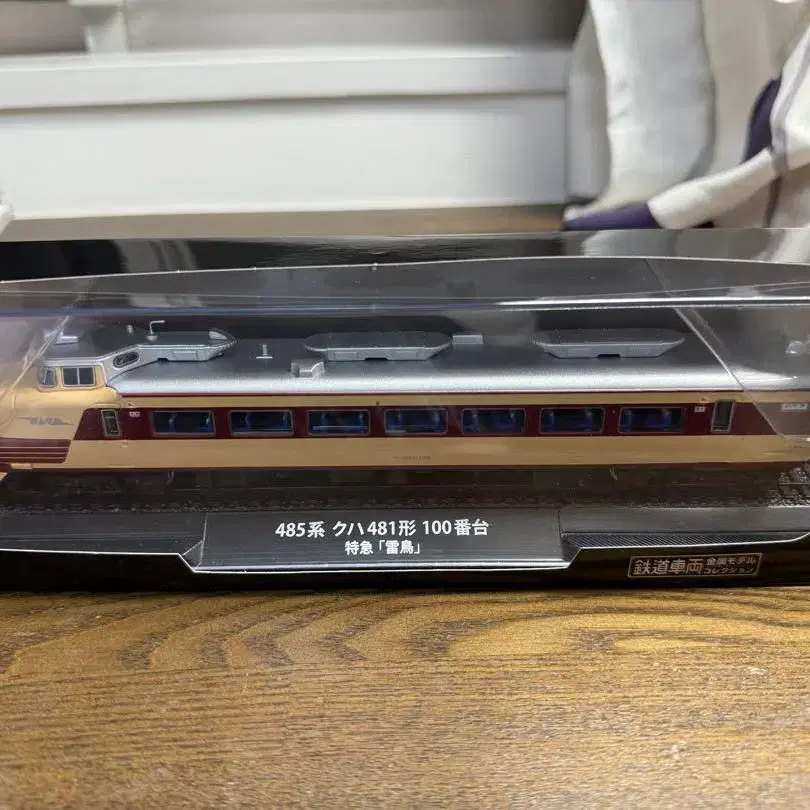 485系 クハ481形 100番台
特急「雷鳥」
鉄道車両 金属モデル
コレクション